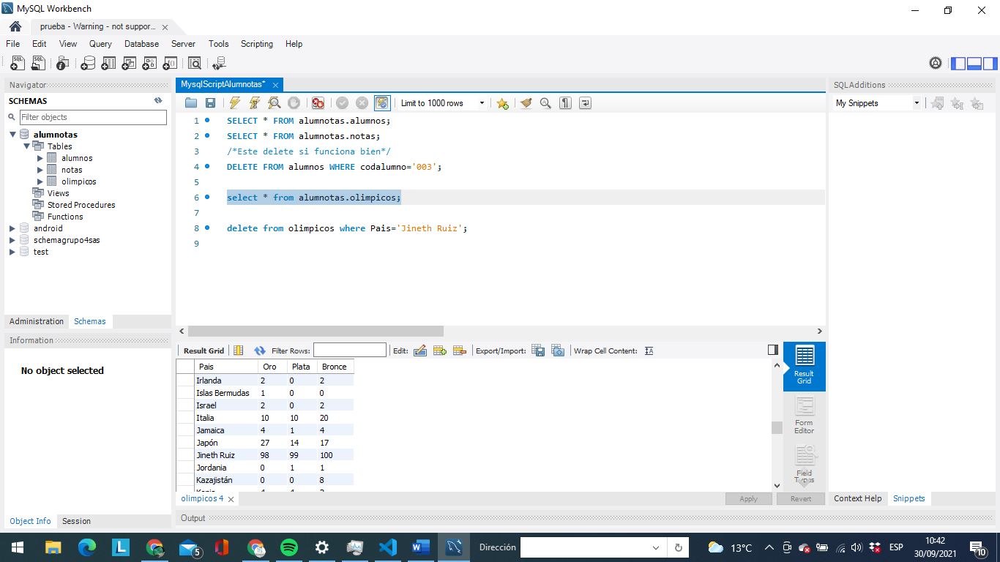 MySQL Workbench
prueba - Warning - not suppor...
File Edit View Query Database Server Tools Scripting Help
Navigator
SCHEMAS
Filter objects
alumnotas
Tables
alumnos
notas
olimpicos
Views
Stored Procedures
Functions
android
schemagrupo4sas
test
Administration Schemas
Information
No object selected
Object Info Session
MysqlScriptAlumnotas*
Limit to 1000 rows
1 SELECT * FROM alumnotas.alumnos;
2 SELECT * FROM alumnotas.notas;
3 /*Este delete si funciona bien*/
4 DELETE FROM alumnos WHERE codalumno='003';
5
6 select * from alumnotas.olimpicos;
7
8 delete from olimpicos where Pais='Jineth Ruiz';
9
Result Grid Filter Rows: Edit: Export/Import: Wrap Cell Content:
Pais Oro Plata Bronce
Irlanda 2 0 2
Islas Bermudas 1 0 0
Israel 2 0 2
Italia 10 10 20
Jamaica 4 1 4
Japón 27 14 17
Jineth Ruiz 98 99 100
Jordania 0 1 1
Kazajistán 0 0 8
Result Grid
Form Editor
Field Types
olimpicos 4
Apply Revert
Output
SQLAdditions
My Snippets
Context Help Snippets
Dirección
13°C
ESP
10:42
30/09/2021
5
10